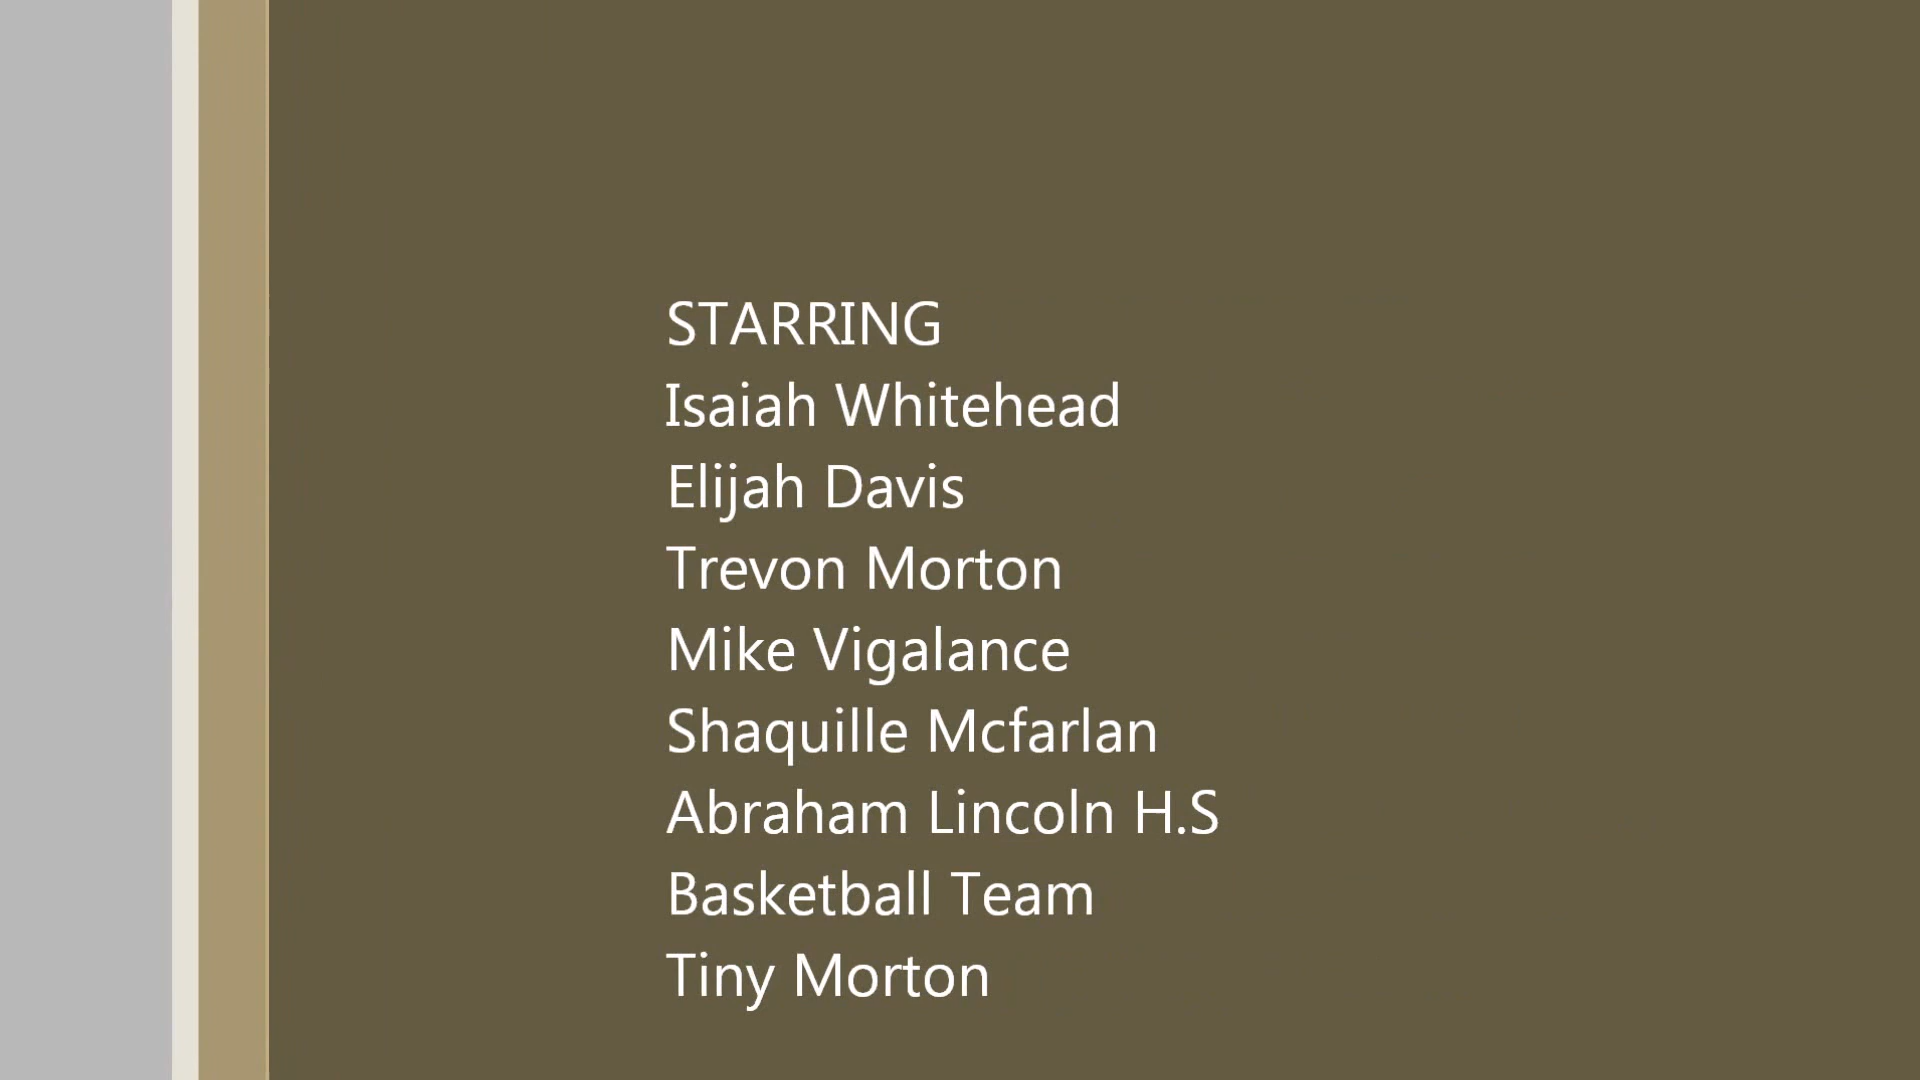 STARRING
Isaiah Whitehead
Elijah Davis
Trevon Morton
Mike Vigalance
Shaquille Mcfarlan
Abraham Lincoln H.S
Basketball Team
Tiny Morton